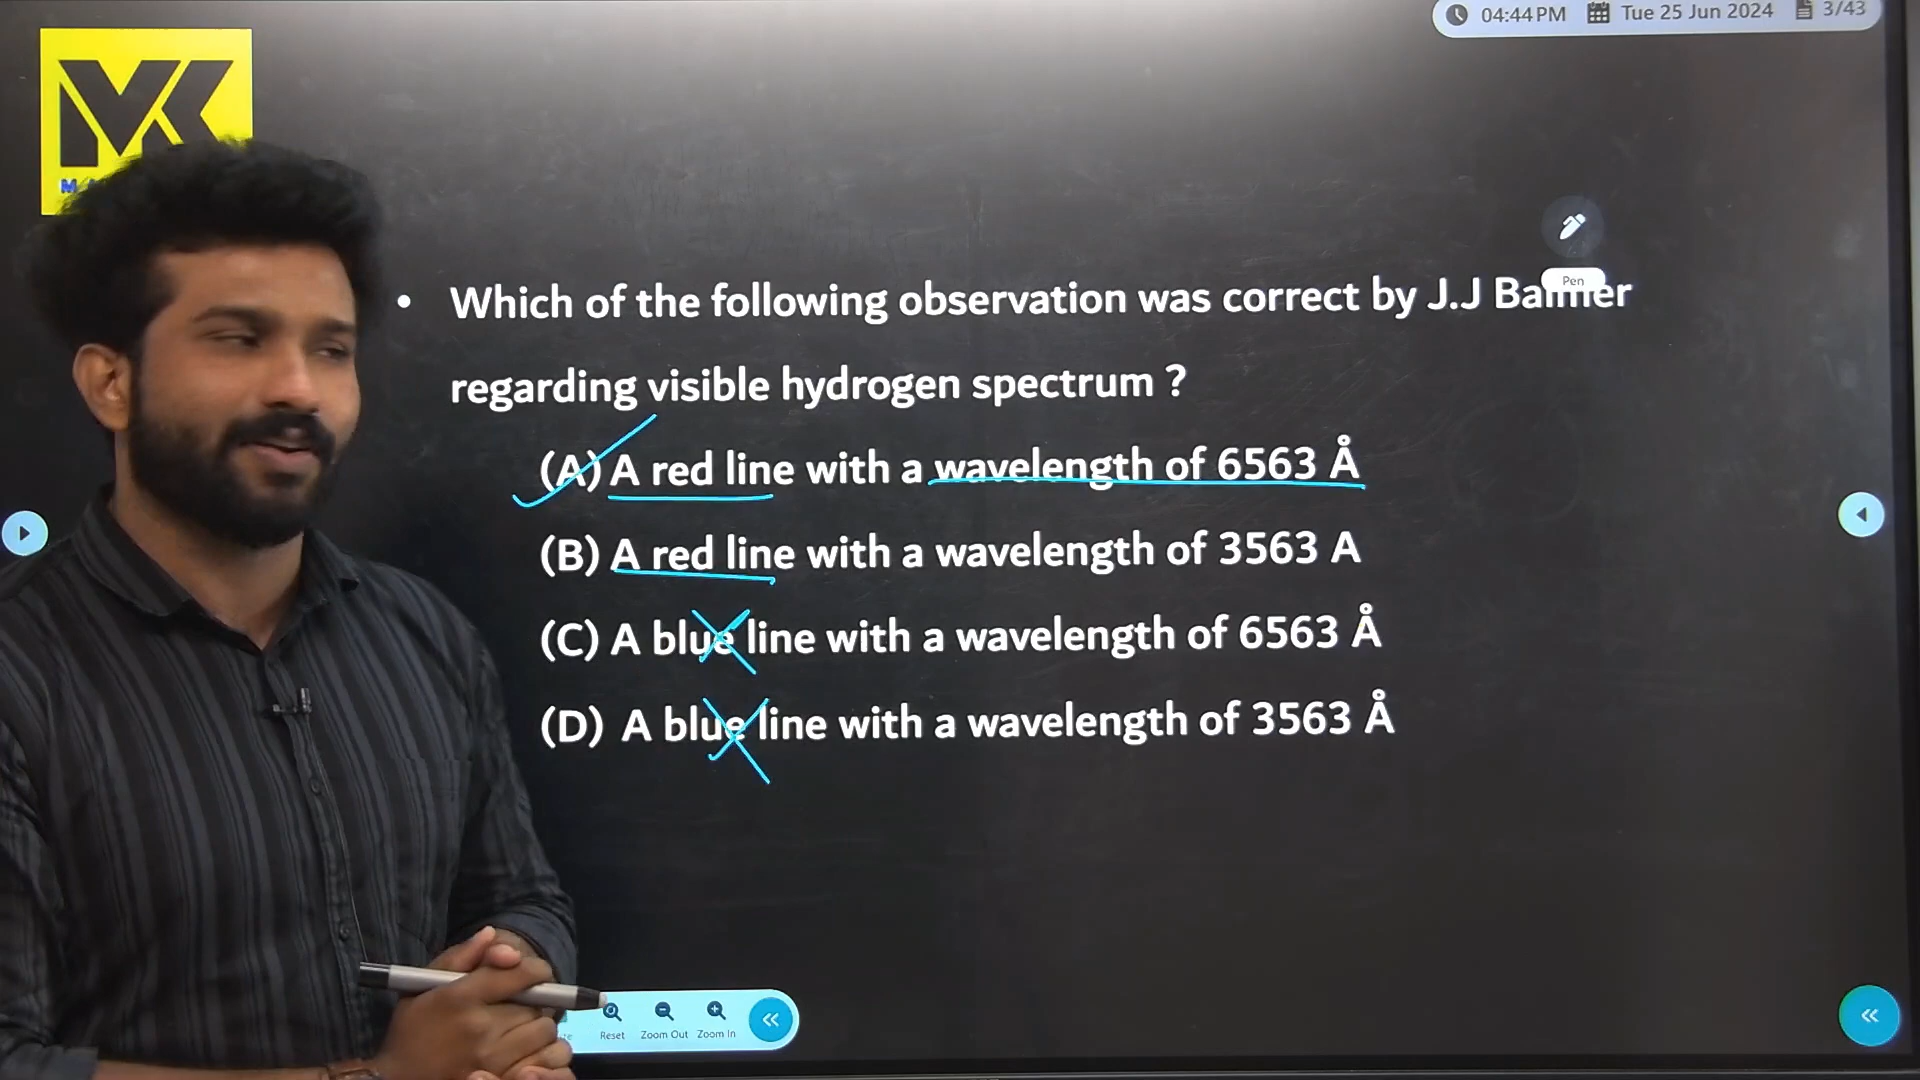 04:44 PM Tue 25 Jun 2024 3/43
MK
Pen
• Which of the following observation was correct by J.J Balmer
regarding visible hydrogen spectrum ?
(A) A red line with a wavelength of 6563 Å
(B) A red line with a wavelength of 3563 A
(C) A blue line with a wavelength of 6563 Å
(D) A blue line with a wavelength of 3563 Å
Reset Zoom Out Zoom In